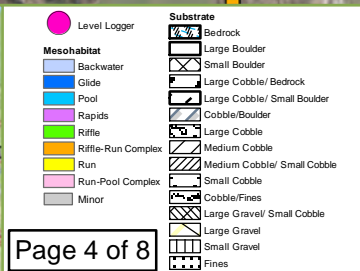 Level Logger
Mesohabitat
Backwater
Glide
Pool
Rapids
Riffle
Riffle-Run Complex
Run
Run-Pool Complex
Minor
Page 4 of 8
Substrate
Bedrock
Large Boulder
Small Boulder
Large Cobble/ Bedrock
Large Cobble/ Small Boulder
Cobble/Boulder
Large Cobble
Medium Cobble
Medium Cobble/ Small Cobble
Small Cobble
Cobble/Fines
Large Gravel/ Small Cobble
Large Gravel
Small Gravel
Fines